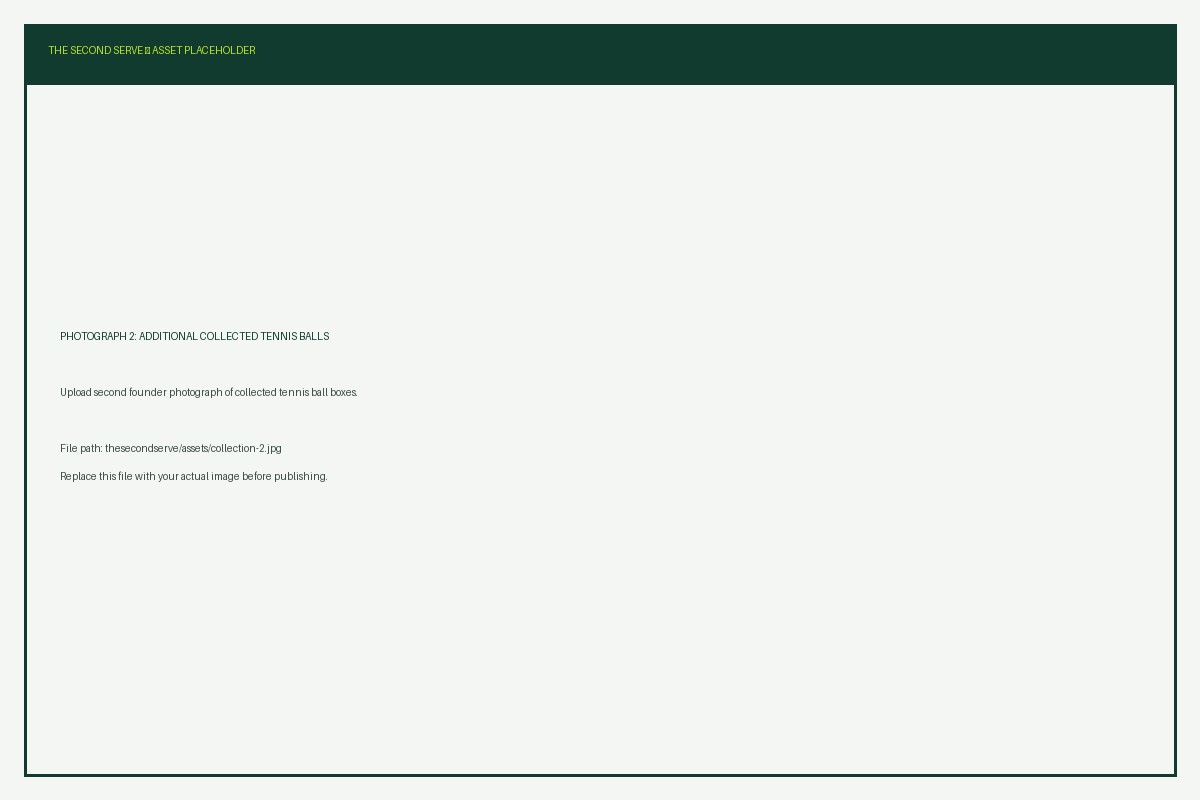 THE SECOND SERVE ASSET PLACEHOLDER
PHOTOGRAPH 2: ADDITIONAL COLLECTED TENNIS BALLS
Upload second founder photograph of collected tennis ball boxes.
File path: thesecondserve/assets/collection-2.jpg
Replace this file with your actual image before publishing.